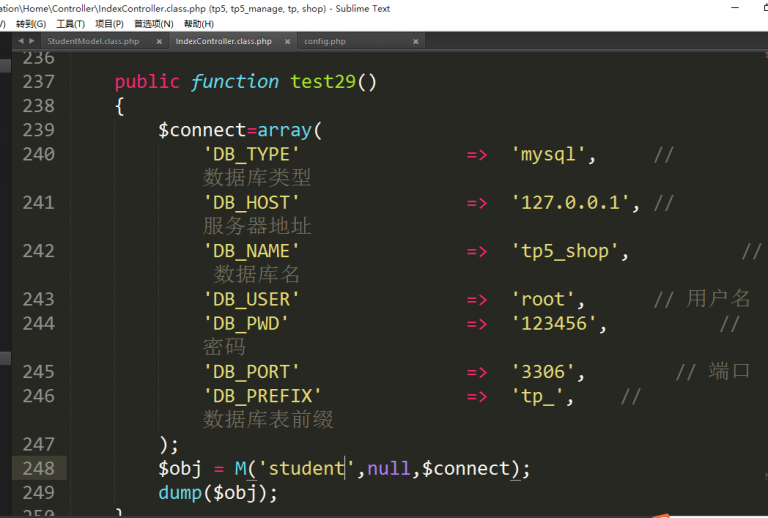 ation\Home\Controller\IndexController.class.php (tp5, tp5_manage, tp, shop) - Sublime Text
转到(G) 工具(T) 项目(P) 首选项(N) 帮助(H)
StudentModel.class.php × IndexController.class.php × config.php ×
236
237 public function test29()
238 {
239 $connect=array(
240 'DB_TYPE' => 'mysql', //
数据库类型
241 'DB_HOST' => '127.0.0.1', //
服务器地址
242 'DB_NAME' => 'tp5_shop', //
数据库名
243 'DB_USER' => 'root', // 用户名
244 'DB_PWD' => '123456', //
密码
245 'DB_PORT' => '3306', // 端口
246 'DB_PREFIX' => 'tp_', //
数据库表前缀
247 );
248 $obj = M('student',null,$connect);
249 dump($obj);
250 }